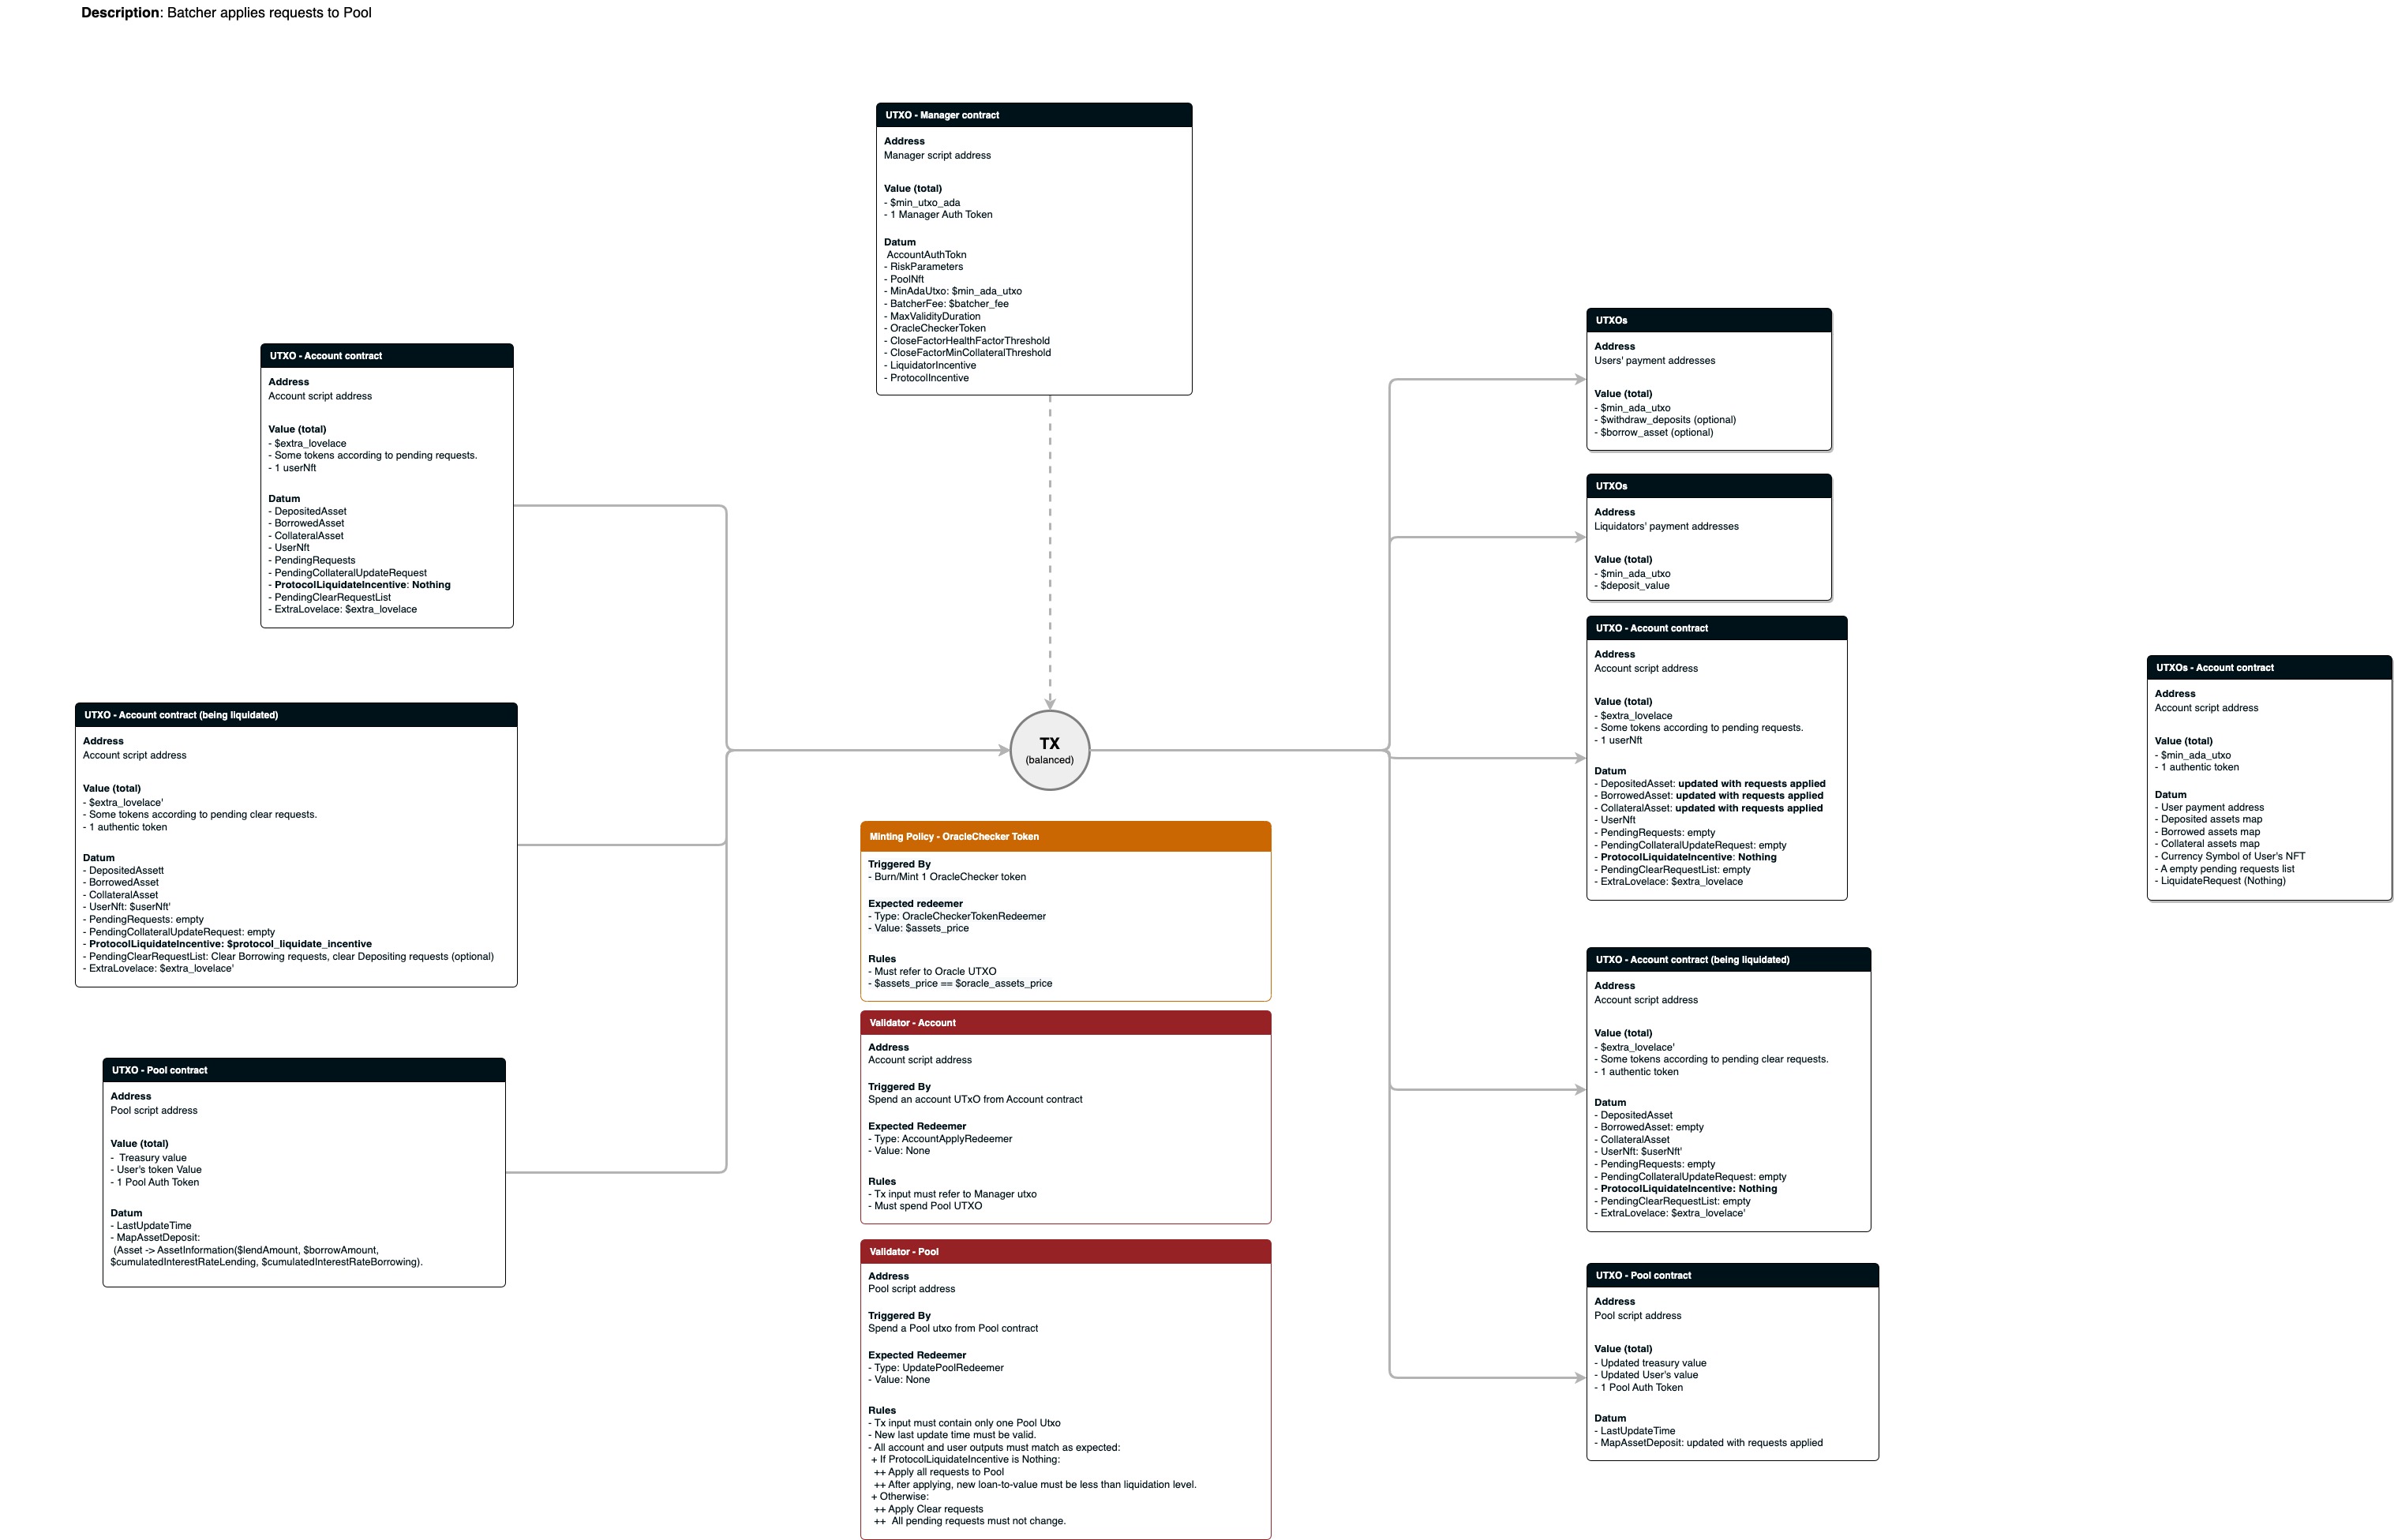 Description: Batcher applies requests to Pool
UTXO - Manager contract
Address
Manager script address
Value (total)
- $min_utxo_ada
- 1 Manager Auth Token
Datum
AccountAuthTokn
- RiskParameters
- PoolNft
- MinAdaUtxo: $min_ada_utxo
- BatcherFee: $batcher_fee
- MaxValidityDuration
- OracleCheckerToken
- CloseFactorHealthFactorThreshold
- CloseFactorMinCollateralThreshold
- LiquidatorIncentive
- ProtocolIncentive
UTXO - Account contract
Address
Account script address
Value (total)
- $extra_lovelace
- Some tokens according to pending requests.
- 1 userNft
Datum
- DepositedAsset
- BorrowedAsset
- CollateralAsset
- UserNft
- PendingRequests
- PendingCollateralUpdateRequest
- ProtocolLiquidateIncentive: Nothing
- PendingClearRequestList
- ExtraLovelace: $extra_lovelace
UTXO - Account contract (being liquidated)
Address
Account script address
Value (total)
- $extra_lovelace'
- Some tokens according to pending clear requests.
- 1 authentic token
Datum
- DepositedAssett
- BorrowedAsset
- CollateralAsset
- UserNft: $userNft'
- PendingRequests: empty
- PendingCollateralUpdateRequest: empty
- ProtocolLiquidateIncentive: $protocol_liquidate_incentive
- PendingClearRequestList: Clear Borrowing requests, clear Depositing requests (optional)
- ExtraLovelace: $extra_lovelace'
UTXO - Pool contract
Address
Pool script address
Value (total)
- Treasury value
- User's token Value
- 1 Pool Auth Token
Datum
- LastUpdateTime
- MapAssetDeposit:
(Asset -> AssetInformation($lendAmount, $borrowAmount,
$cumulatedInterestRateLending, $cumulatedInterestRateBorrowing).
TX
(balanced)
Minting Policy - OracleChecker Token
Triggered By
- Burn/Mint 1 OracleChecker token
Expected redeemer
- Type: OracleCheckerTokenRedeemer
- Value: $assets_price
Rules
- Must refer to Oracle UTXO
- $assets_price == $oracle_assets_price
Validator - Account
Address
Account script address
Triggered By
Spend an account UTxO from Account contract
Expected Redeemer
- Type: AccountApplyRedeemer
- Value: None
Rules
- Tx input must refer to Manager utxo
- Must spend Pool UTXO
Validator - Pool
Address
Pool script address
Triggered By
Spend a Pool utxo from Pool contract
Expected Redeemer
- Type: UpdatePoolRedeemer
- Value: None
Rules
- Tx input must contain only one Pool Utxo
- New last update time must be valid.
- All account and user outputs must match as expected:
+ If ProtocolLiquidateIncentive is Nothing:
++ Apply all requests to Pool
++ After applying, new loan-to-value must be less than liquidation level.
+ Otherwise:
++ Apply Clear requests
++ All pending requests must not change.
UTXOs
Address
Users' payment addresses
Value (total)
- $min_ada_utxo
- $withdraw_deposits (optional)
- $borrow_asset (optional)
UTXOs
Address
Liquidators' payment addresses
Value (total)
- $min_ada_utxo
- $deposit_value
UTXO - Account contract
Address
Account script address
Value (total)
- $extra_lovelace
- Some tokens according to pending requests.
- 1 userNft
Datum
- DepositedAsset: updated with requests applied
- BorrowedAsset: updated with requests applied
- CollateralAsset: updated with requests applied
- UserNft
- PendingRequests: empty
- PendingCollateralUpdateRequest: empty
- ProtocolLiquidateIncentive: Nothing
- PendingClearRequestList: empty
- ExtraLovelace: $extra_lovelace
UTXO - Account contract (being liquidated)
Address
Account script address
Value (total)
- $extra_lovelace'
- Some tokens according to pending clear requests.
- 1 authentic token
Datum
- DepositedAsset
- BorrowedAsset: empty
- CollateralAsset
- UserNft: $userNft'
- PendingRequests: empty
- PendingCollateralUpdateRequest: empty
- ProtocolLiquidateIncentive: Nothing
- PendingClearRequestList: empty
- ExtraLovelace: $extra_lovelace'
UTXO - Pool contract
Address
Pool script address
Value (total)
- Updated treasury value
- Updated User's value
- 1 Pool Auth Token
Datum
- LastUpdateTime
- MapAssetDeposit: updated with requests applied
UTXOs - Account contract
Address
Account script address
Value (total)
- $min_ada_utxo
- 1 authentic token
Datum
- User payment address
- Deposited assets map
- Borrowed assets map
- Collateral assets map
- Currency Symbol of User's NFT
- A empty pending requests list
- LiquidateRequest (Nothing)